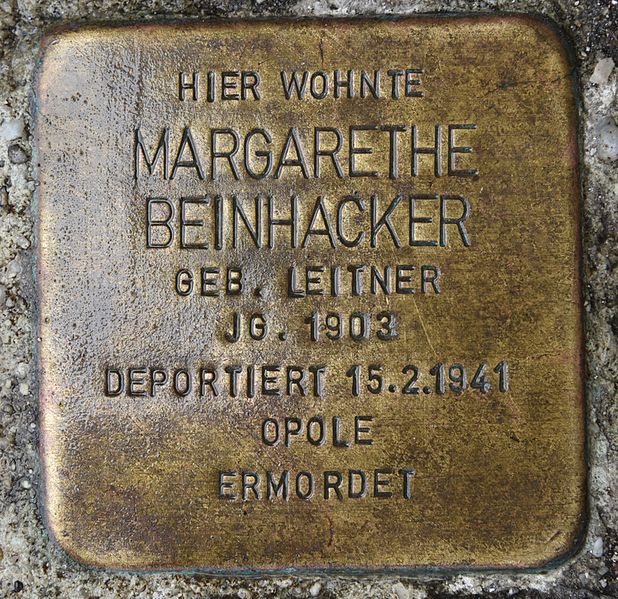 HIER WOHNTE
MARGARETHE
BEINHACKER
GEB. LEITNER
JG. 1903
DEPORTIERT 15.2.1941
OPOLE
ERMORDET